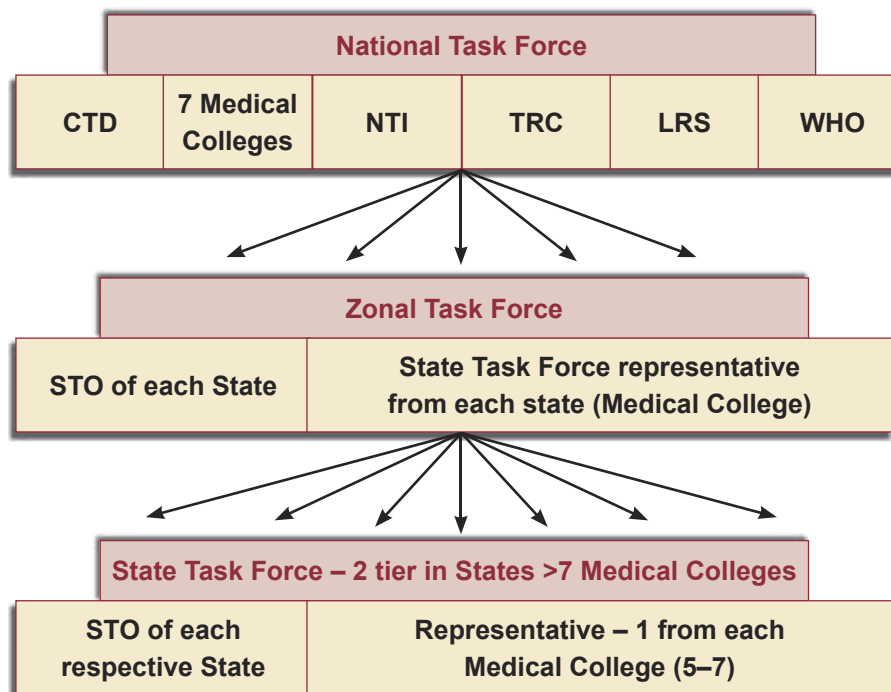 National Task Force
CTD
7 Medical
Colleges
NTI
TRC
LRS
WHO
Zonal Task Force
STO of each State
State Task Force representative
from each state (Medical College)
State Task Force – 2 tier in States >7 Medical Colleges
STO of each
respective State
Representative – 1 from each
Medical College (5–7)